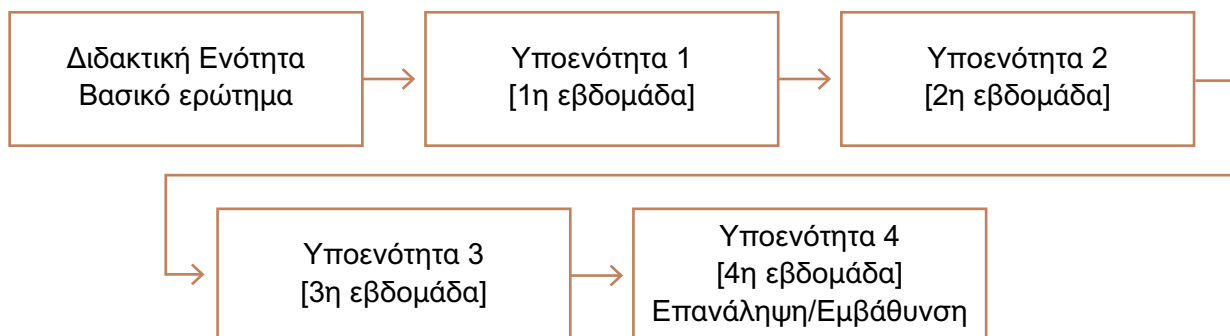 Διδακτική Ενότητα
Βασικό ερώτημα
Υποενότητα 1
[1η εβδομάδα]
Υποενότητα 2
[2η εβδομάδα]
Υποενότητα 3
[3η εβδομάδα]
Υποενότητα 4
[4η εβδομάδα]
Επανάληψη/Εμβάθυνση